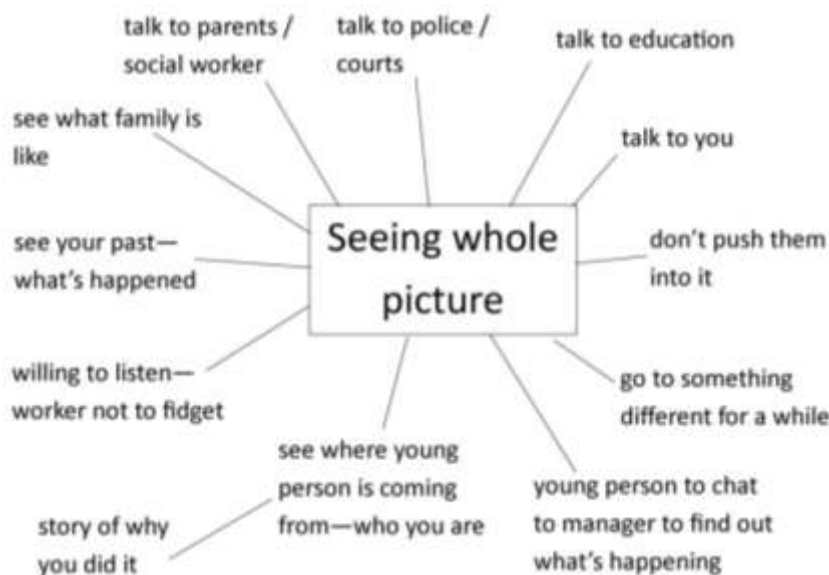 talk to parents /
social worker
talk to police /
courts
talk to education
see what family is
like
talk to you
Seeing whole
picture
see your past—
what's happened
don't push them
into it
willing to listen—
worker not to fidget
go to something
different for a while
see where young
person is coming
from—who you are
young person to chat
to manager to find out
what's happening
story of why
you did it